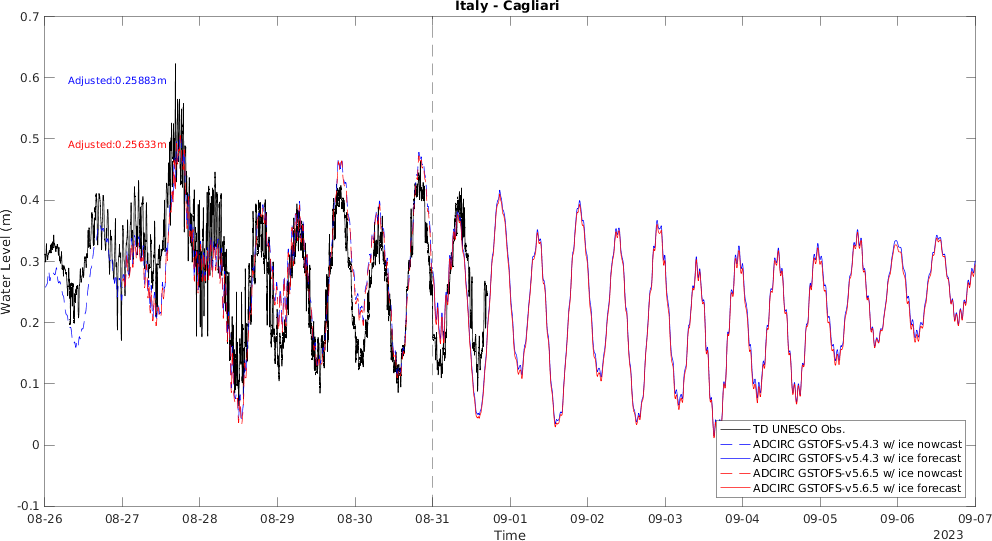 Italy - Cagliari
0.7
0.6
0.5
0.4
0.3
0.2
0.1
0
-0.1
Water Level (m)
Adjusted:0.25883m
Adjusted:0.25633m
TD UNESCO Obs.
ADCIRC GSTOFS-v5.4.3 w/ ice nowcast
ADCIRC GSTOFS-v5.4.3 w/ ice forecast
ADCIRC GSTOFS-v5.6.5 w/ ice nowcast
ADCIRC GSTOFS-v5.6.5 w/ ice forecast
08-26 08-27 08-28 08-29 08-30 08-31 09-01 09-02 09-03 09-04 09-05 09-06 09-07
Time
2023